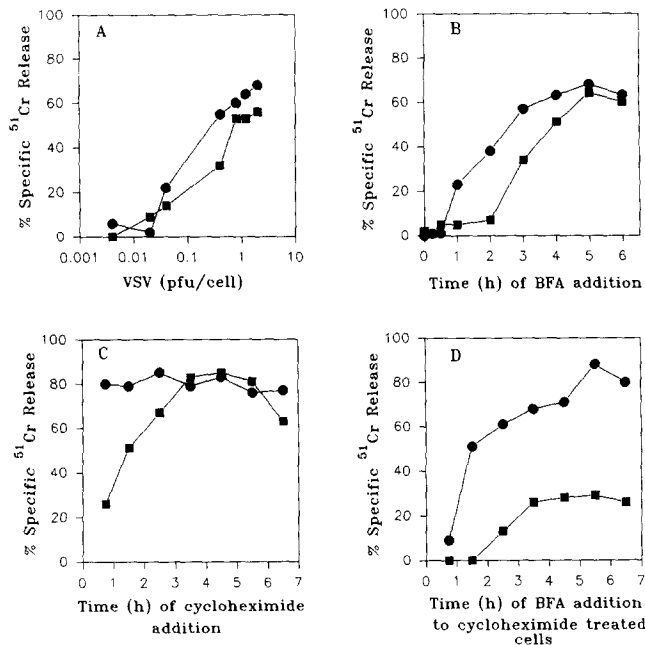 A
% Specific ⁵¹Cr Release
100
80
60
40
20
0
0.001 0.01 0.1 1 10
VSV (pfu/cell)
B
% Specific ⁵¹Cr Release
100
80
60
40
20
0
0 1 2 3 4 5 6
Time (h) of BFA addition
C
% Specific ⁵¹Cr Release
100
80
60
40
20
0
0 1 2 3 4 5 6 7
Time (h) of cycloheximide
addition
D
% Specific ⁵¹Cr Release
100
80
60
40
20
0
0 1 2 3 4 5 6 7
Time (h) of BFA addition
to cycloheximide treated
cells